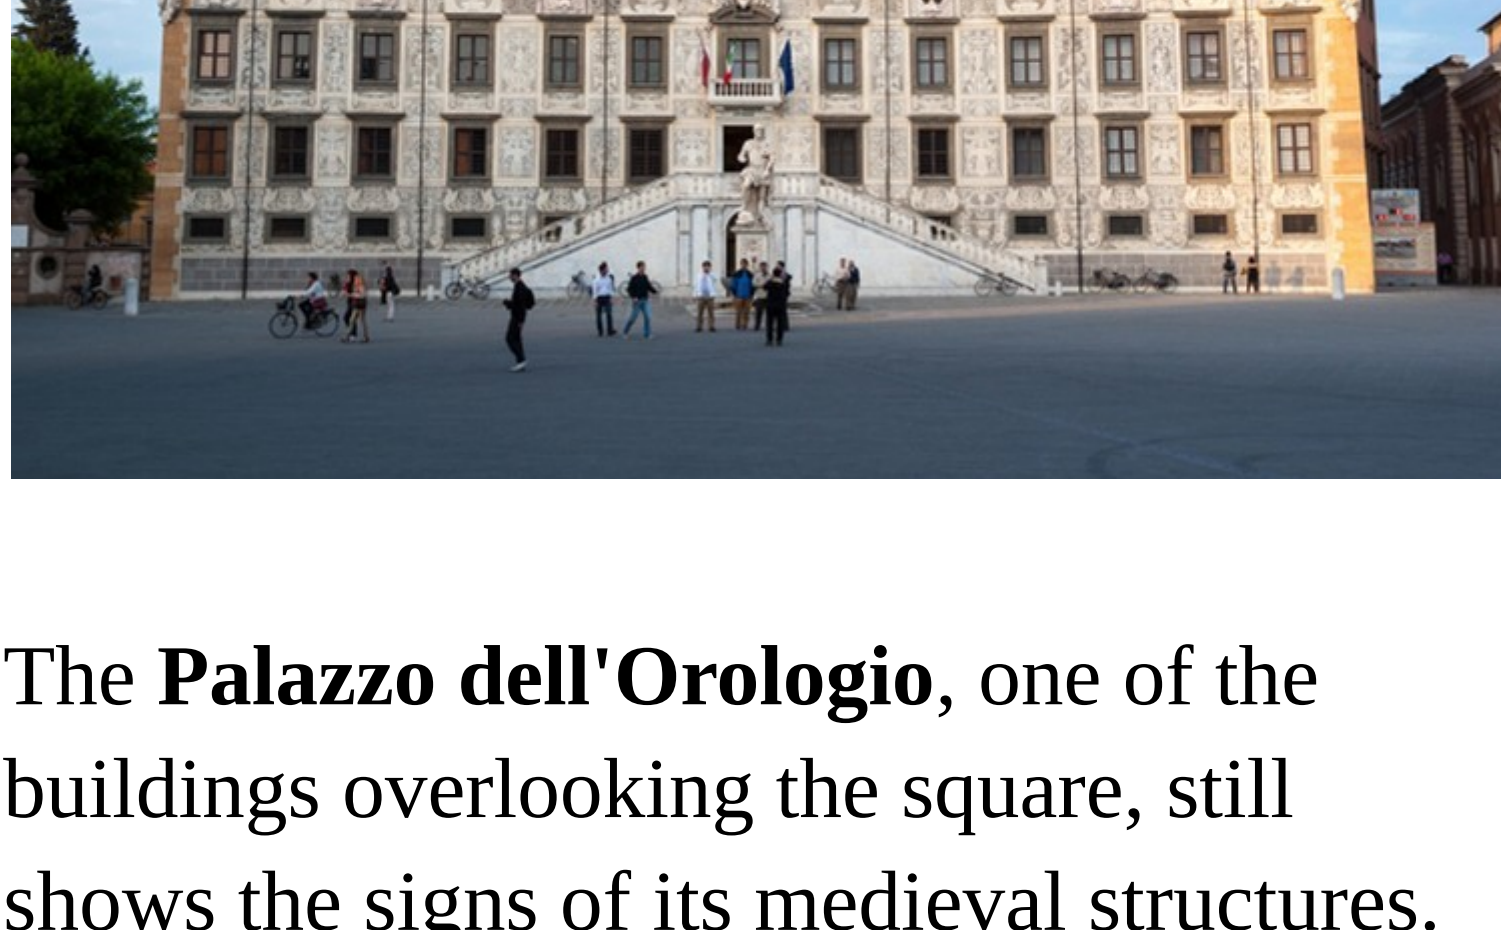 The Palazzo dell'Orologio, one of the
buildings overlooking the square, still
shows the signs of its medieval structures.